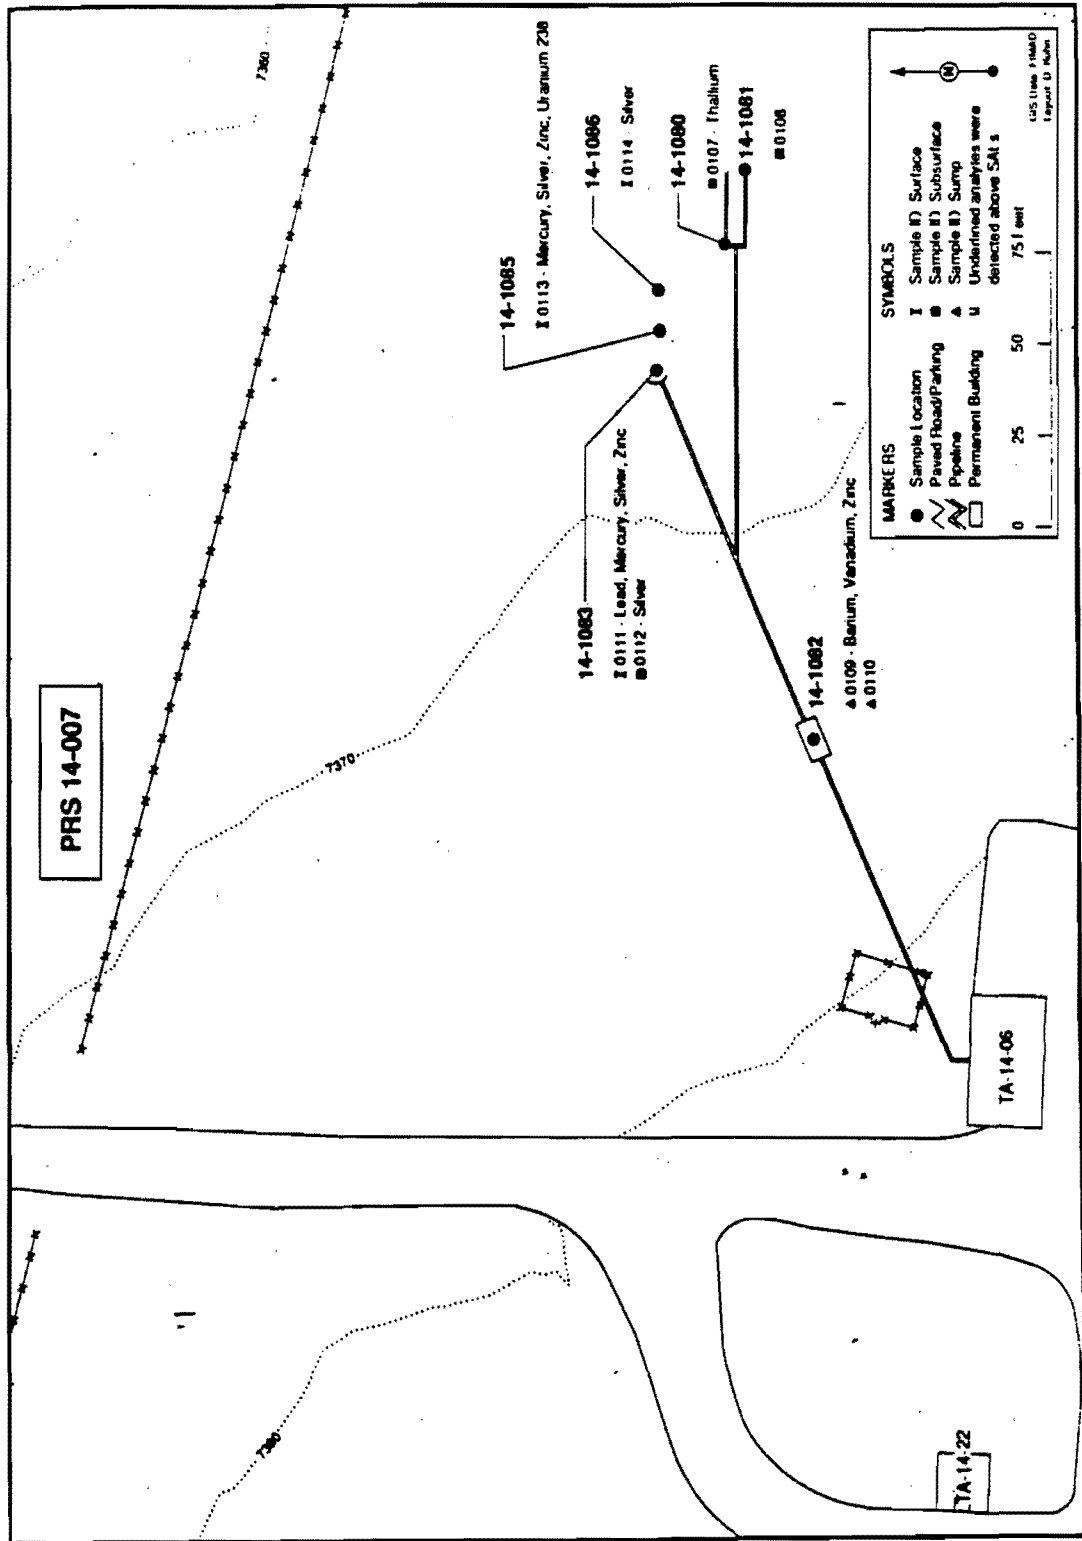 PRS 14-007
7360
7370
7380
14-1085
I 0113 - Mercury, Silver, Zinc, Uranium 238
14-1086
I 0114 - Silver
14-1083
I 0111 - Lead, Mercury, Silver, Zinc
0112 - Silver
14-1080
0107 - Thallium
14-1081
0108
14-1082
▲ 0109 - Barium, Vanadium, Zinc
▲ 0110
TA-14-06
TA-14-22
MARKERS
Sample Location
Paved Road/Parking
Pipeline
Permanent Building
SYMBOLS
I Sample ID Surface
Sample ID Subsurface
▲ Sample ID Sump
u Underlined analytes were
detected above SALs
N
0 25 50 75 Feet
GIS FIMAD
Layout D.